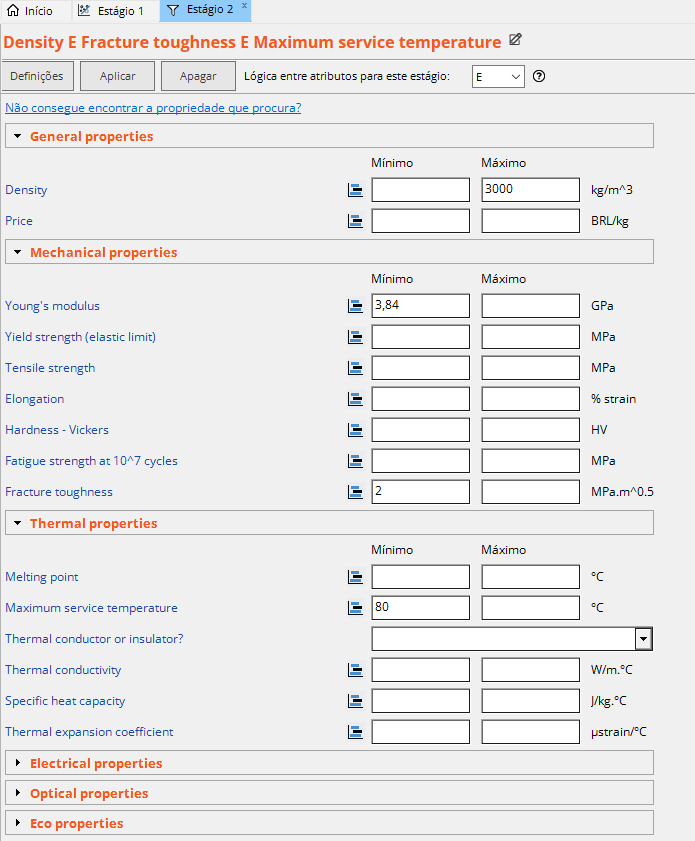 Início Estágio 1 Estágio 2 x
Density E Fracture toughness E Maximum service temperature
Definições Aplicar Apagar Lógica entre atributos para este estágio: E ?
Não consegue encontrar a propriedade que procura?
General properties
Mínimo Máximo
Density 3000 kg/m^3
Price BRL/kg
Mechanical properties
Mínimo Máximo
Young's modulus 3,84 GPa
Yield strength (elastic limit) MPa
Tensile strength MPa
Elongation % strain
Hardness - Vickers HV
Fatigue strength at 10^7 cycles MPa
Fracture toughness 2 MPa.m^0.5
Thermal properties
Mínimo Máximo
Melting point °C
Maximum service temperature 80 °C
Thermal conductor or insulator?
Thermal conductivity W/m.°C
Specific heat capacity J/kg.°C
Thermal expansion coefficient µstrain/°C
Electrical properties
Optical properties
Eco properties